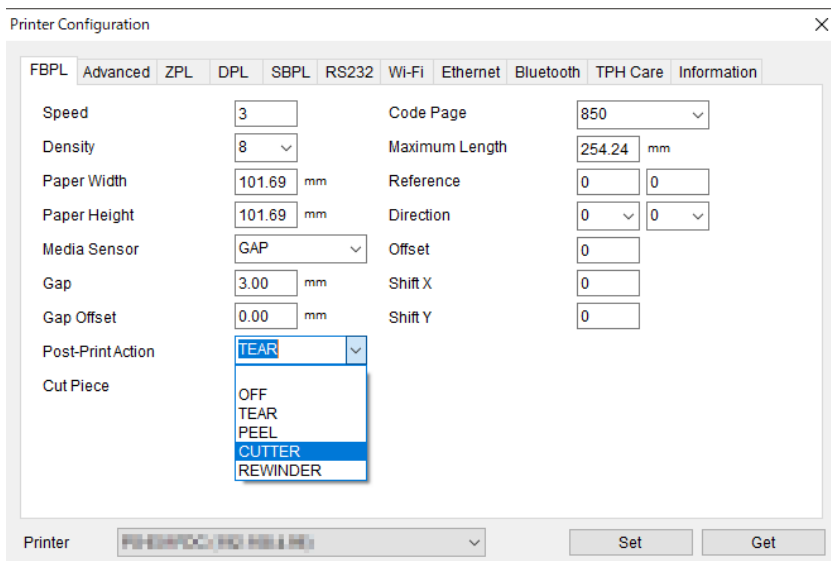 Printer Configuration
FBPL Advanced ZPL DPL SBPL RS232 Wi-Fi Ethernet Bluetooth TPH Care Information
Speed 3 Code Page 850
Density 8 Maximum Length 254.24 mm
Paper Width 101.69 mm Reference 0 0
Paper Height 101.69 mm Direction 0 0
Media Sensor GAP Offset 0
Gap 3.00 mm Shift X 0
Gap Offset 0.00 mm Shift Y 0
Post-Print Action TEAR
Cut Piece
OFF
TEAR
PEEL
CUTTER
REWINDER
Printer Set Get